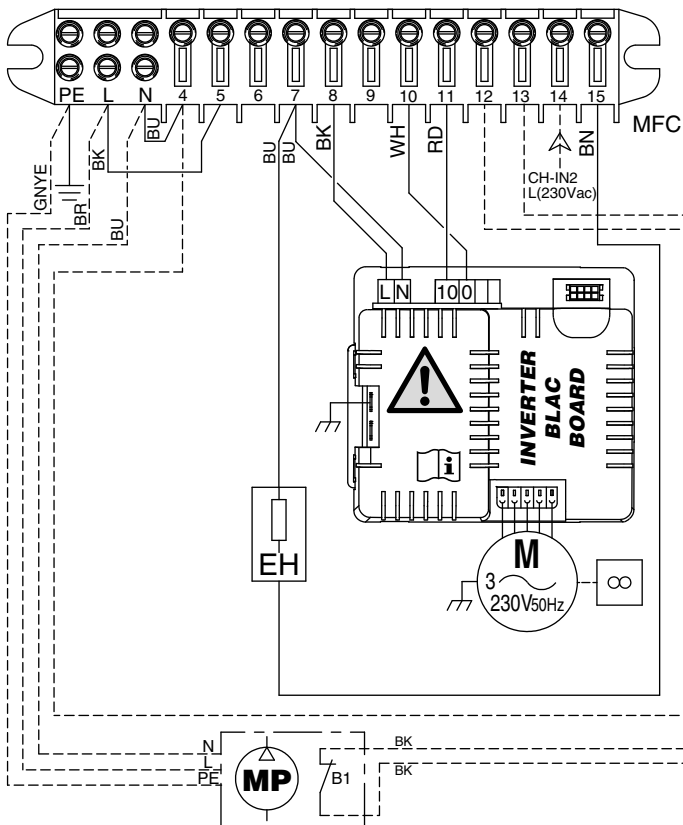 PE L N 4 5 6 7 8 9 10 11 12 13 14 15
MFC
GNYE
BR
BK
BU
BU
BU
BU
BK
WH
RD
CH-IN2
L(230Vac)
BN
L N 10 0
INVERTER
BLAC
BOARD
i
EH
M
3
230V50Hz
8
N
L
PE
MP
B1
BK
BK